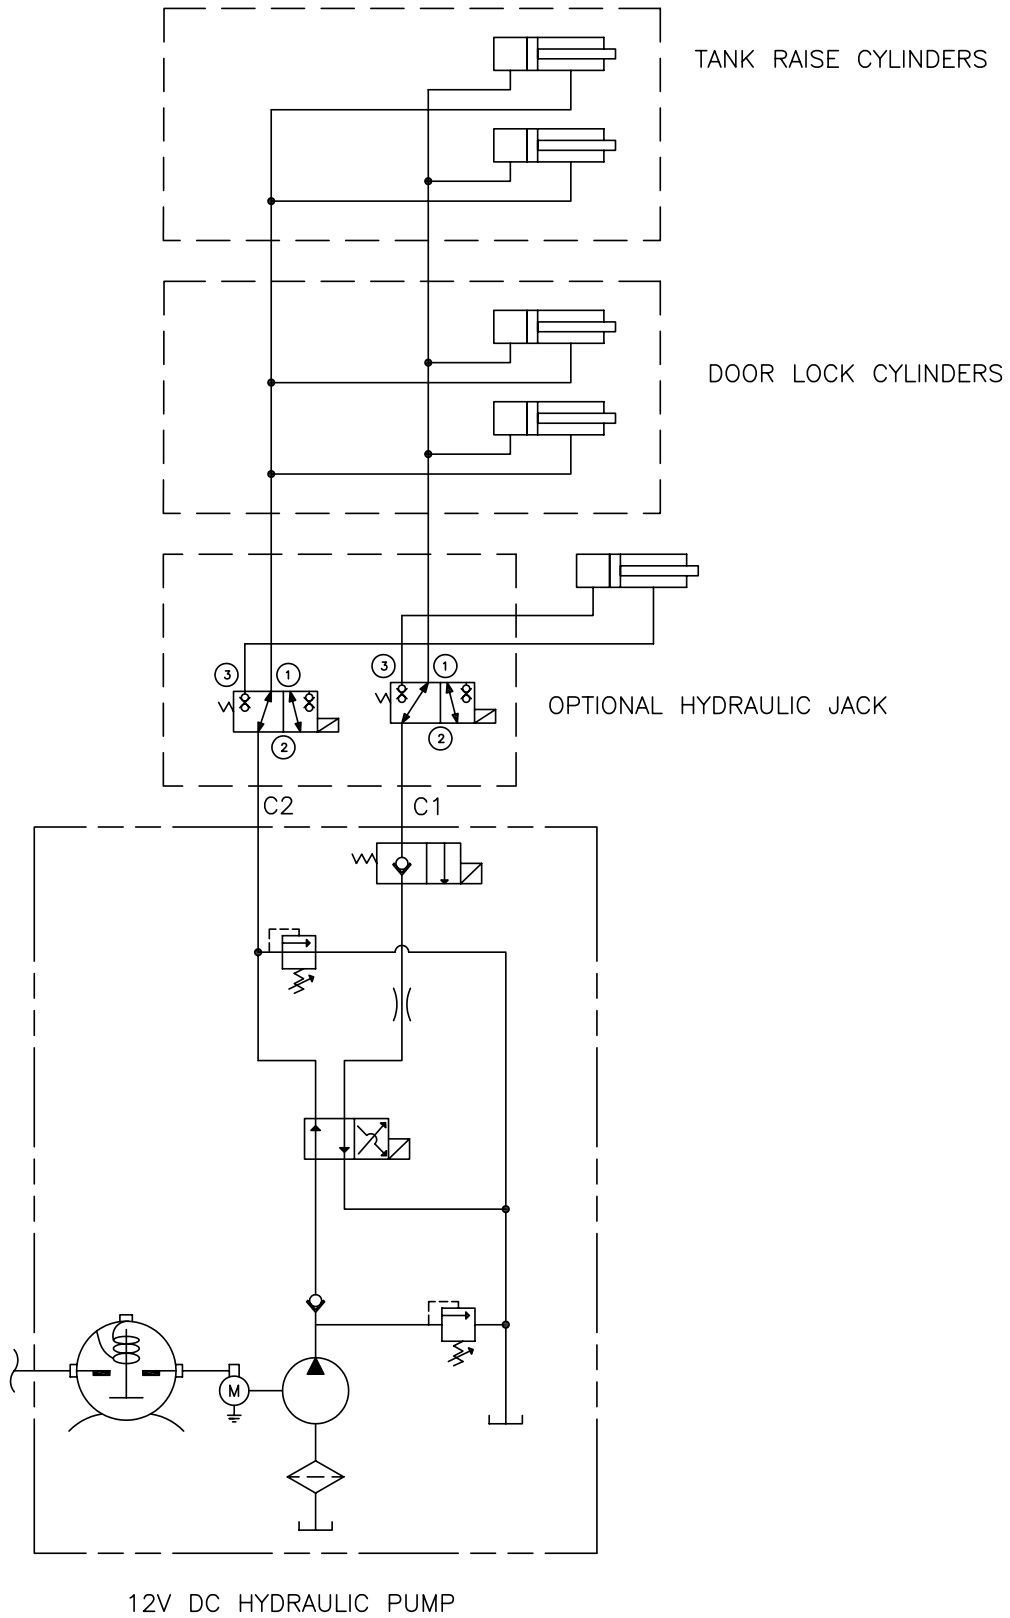 TANK RAISE CYLINDERS
DOOR LOCK CYLINDERS
3 1 3 1
OPTIONAL HYDRAULIC JACK
2 2
C2 C1
M
12V DC HYDRAULIC PUMP